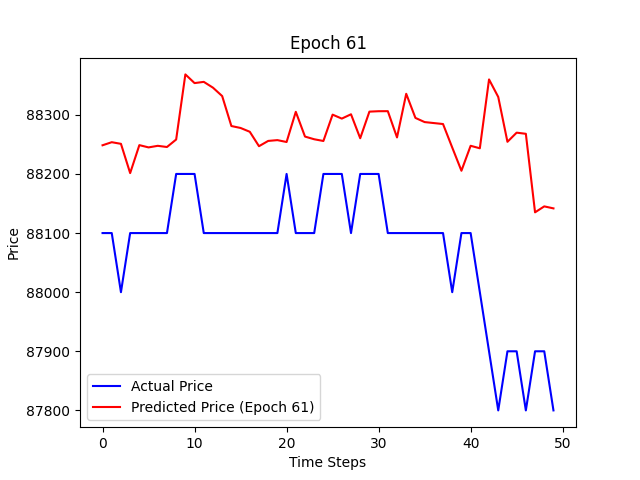 Epoch 61
Price
88300
88200
88100
88000
87900
87800
Actual Price
Predicted Price (Epoch 61)
0 10 20 30 40 50
Time Steps